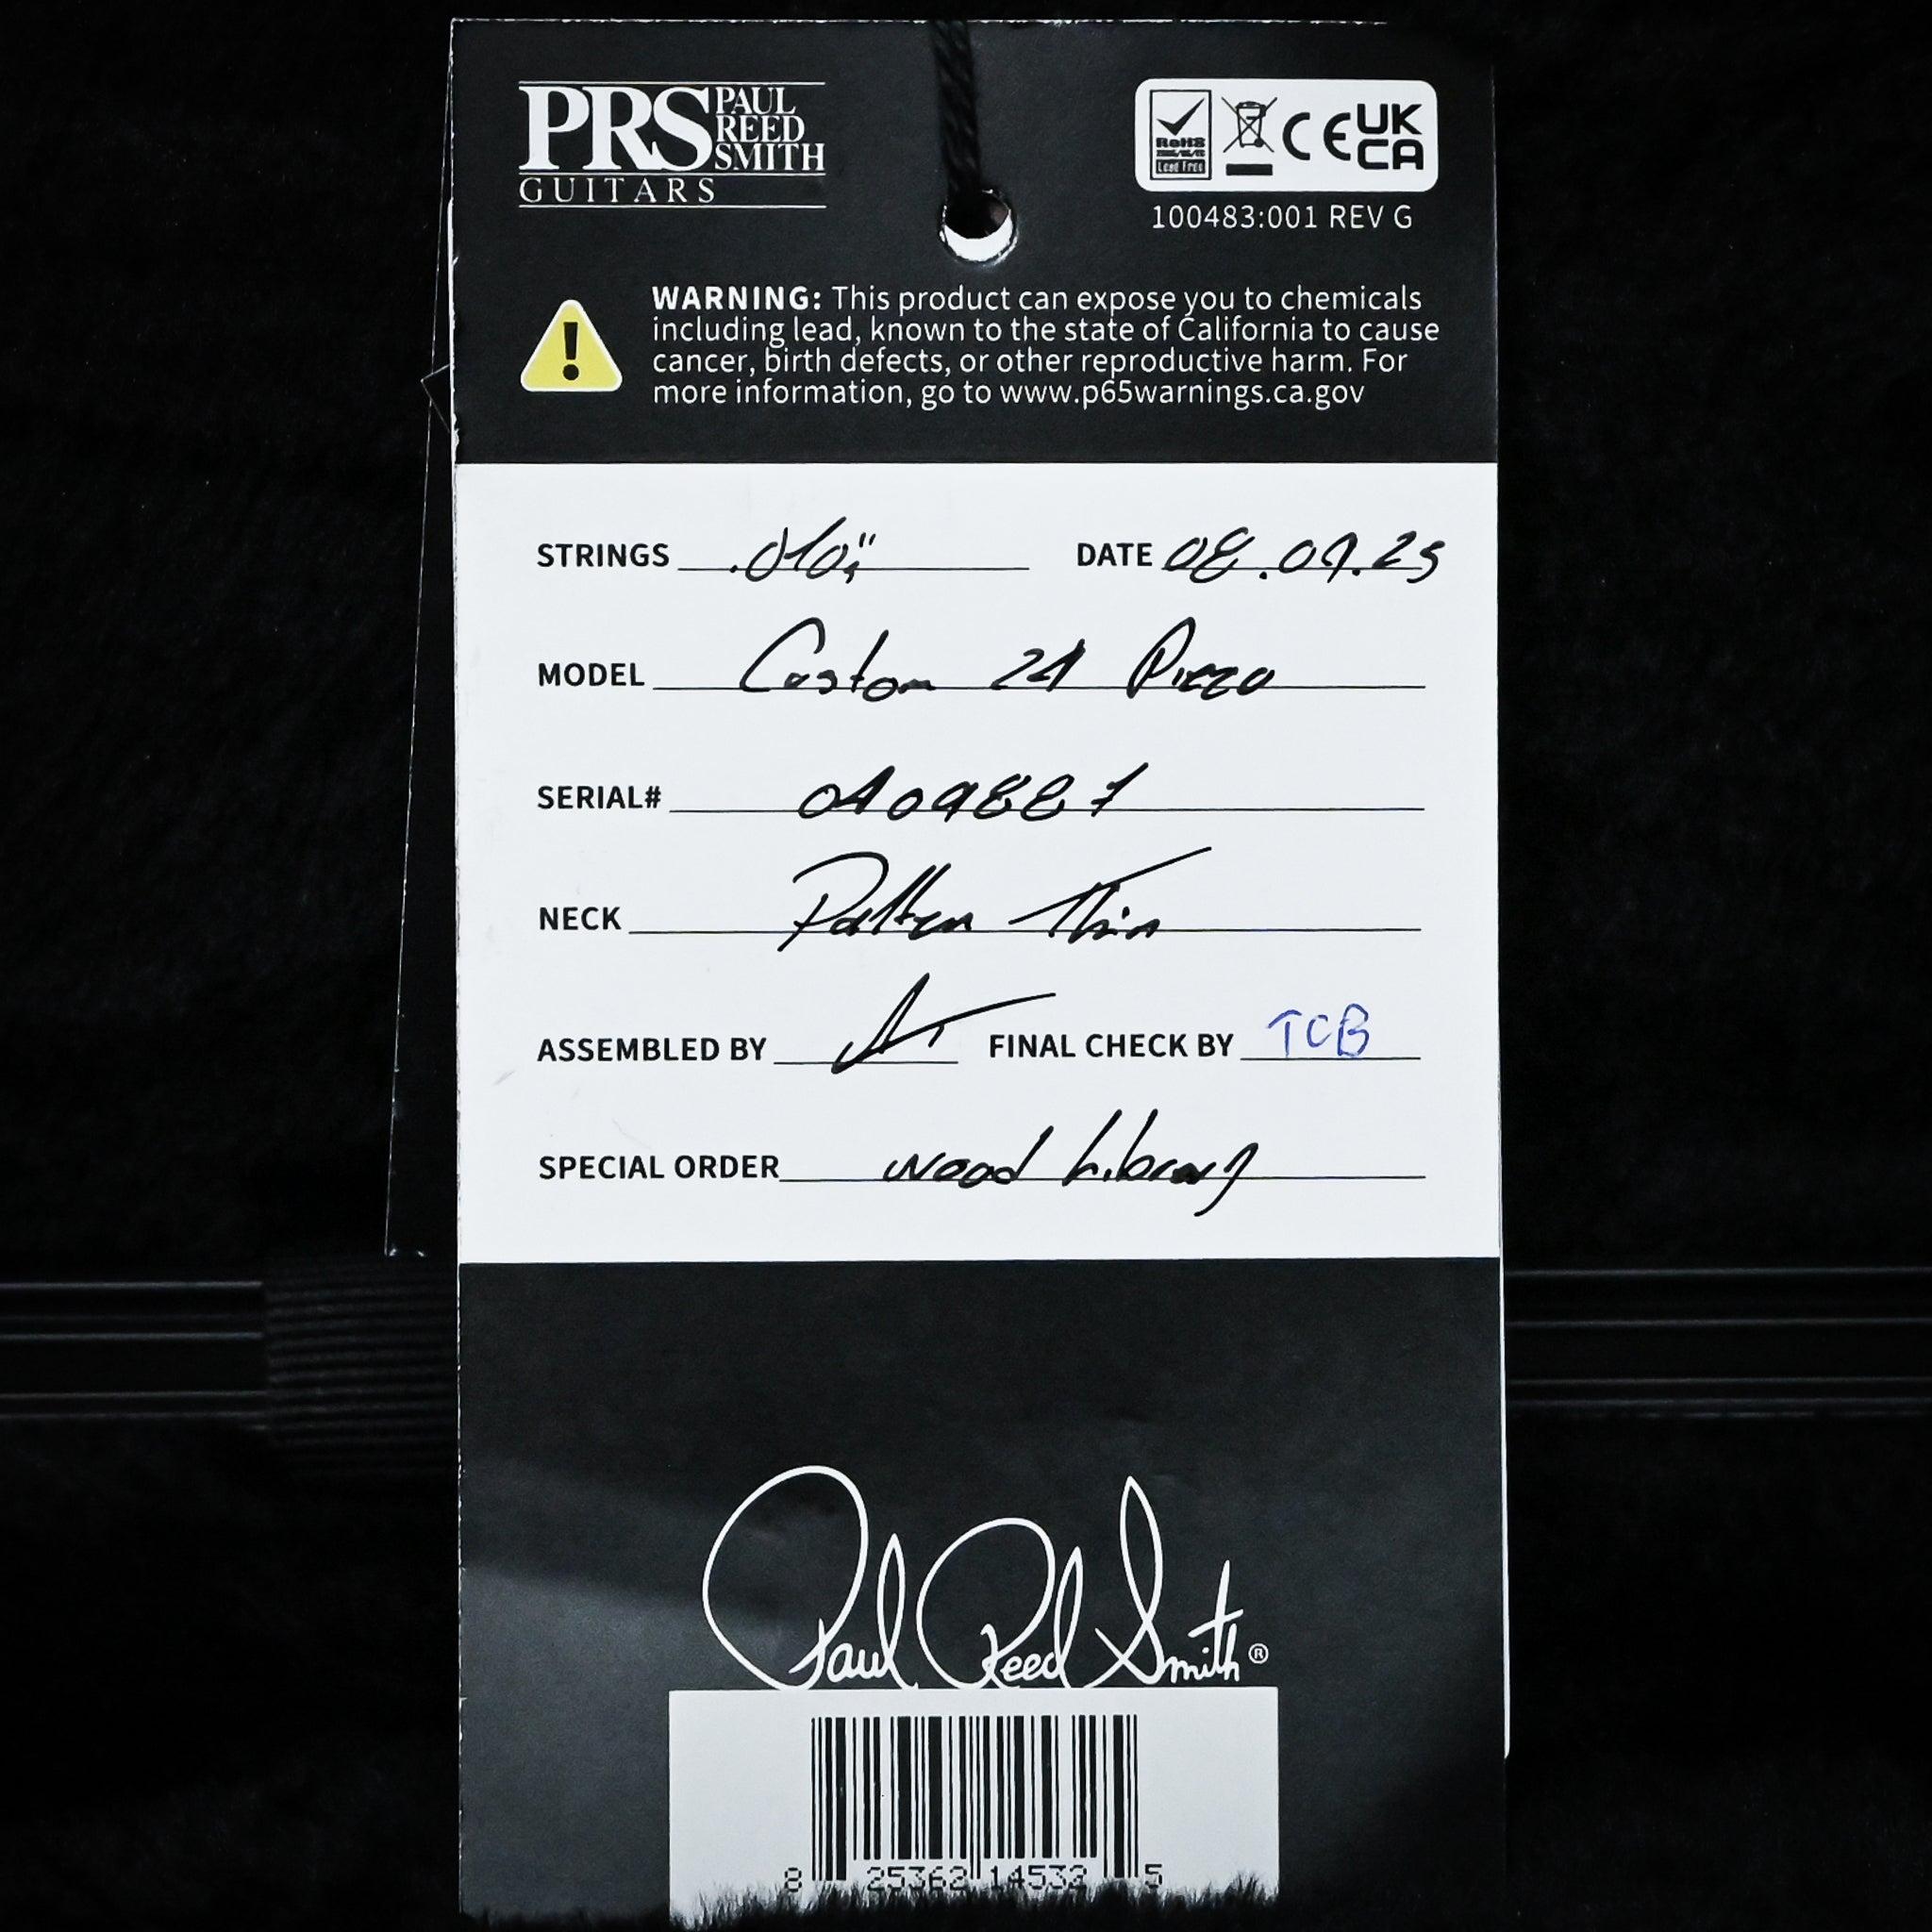 PRS PAUL
REED
SMITH
GUITARS
RoHS
Lead Free
CE UK
CA
100483:001 REV G
WARNING: This product can expose you to chemicals
including lead, known to the state of California to cause
cancer, birth defects, or other reproductive harm. For
more information, go to www.p65warnings.ca.gov
STRINGS .010" DATE 08.09.25
MODEL Custom 24 Piezo
SERIAL# 0409887
NECK Pattern Thin
ASSEMBLED BY FINAL CHECK BY TCB
SPECIAL ORDER Wood Library
Paul Reed Smith®
8 25362 14532 5